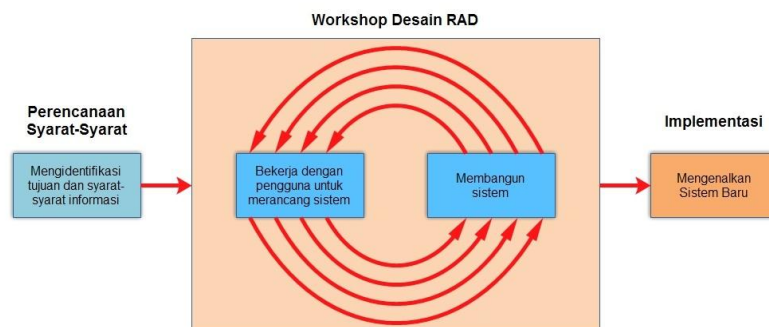 Workshop Desain RAD
Perencanaan
Syarat-Syarat
Mengidentifikasi
tujuan dan syarat-
syarat informasi
Bekerja dengan
pengguna untuk
merancang sistem
Membangun
sistem
Implementasi
Mengenalkan
Sistem Baru